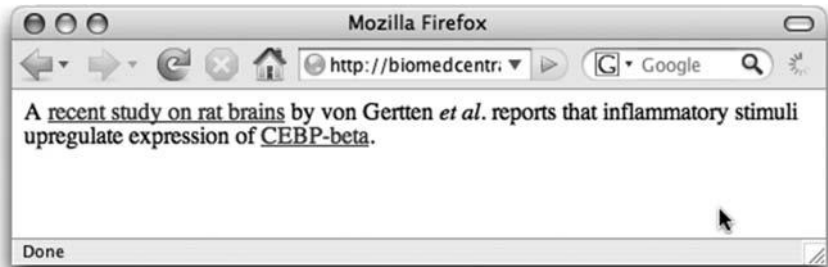 Mozilla Firefox
http://biomedcentra
G Google
A recent study on rat brains by von Gertten et al. reports that inflammatory stimuli
upregulate expression of CEBP-beta.
Done